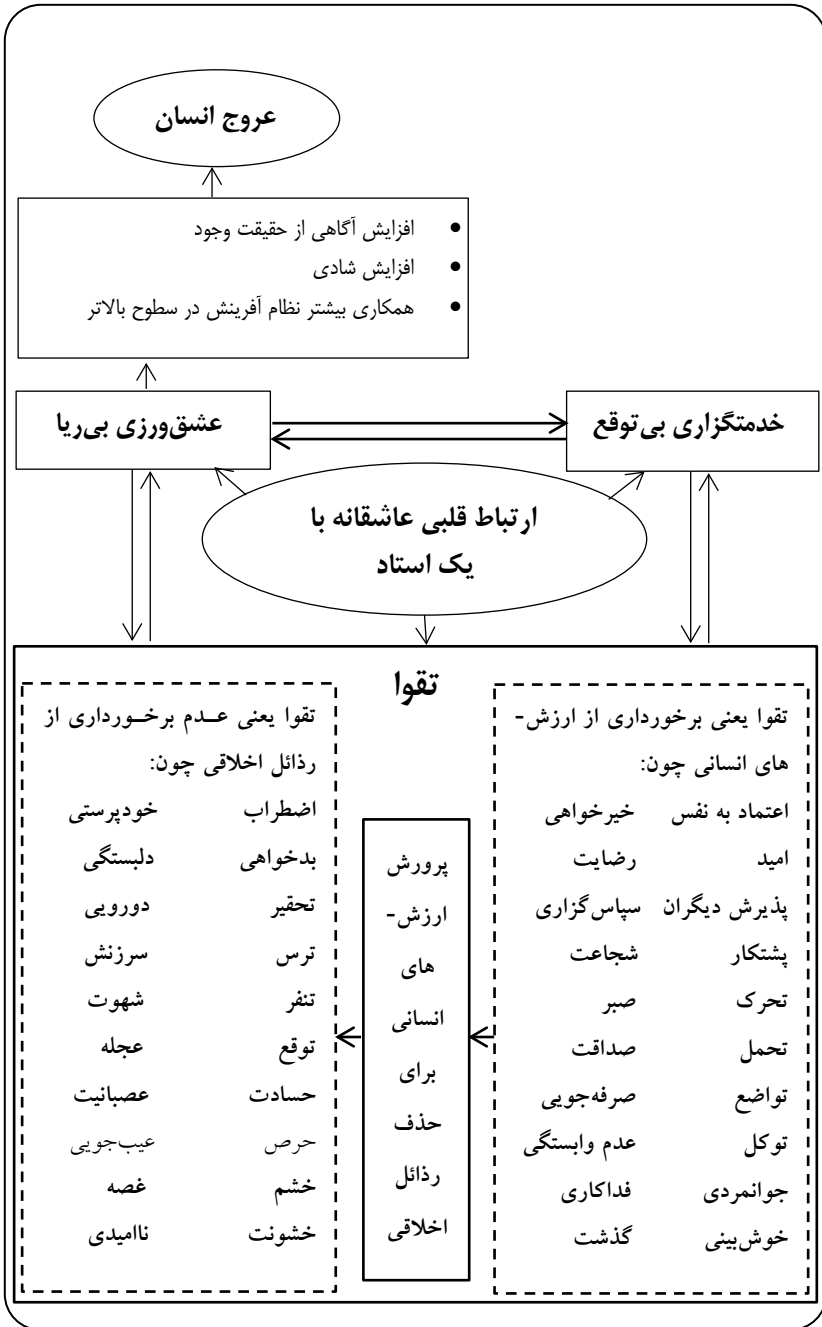 عروج انسان
• افزایش آگاهی از حقیقت وجود
• افزایش شادی
• همکاری بیشتر نظام آفرینش در سطوح بالاتر
خدمتگزاری بی‌توقع
عشق‌ورزی بی‌ریا
ارتباط قلبی عاشقانه با
یک استاد
تقوا
تقوا یعنی برخورداری از ارزش-
های انسانی چون:
اعتماد به نفس خیرخواهی
امید رضایت
پذیرش دیگران سپاس‌گزاری
پشتکار شجاعت
تحرک صبر
تحمل صداقت
تواضع صرفه‌جویی
توکل عدم وابستگی
جوانمردی فداکاری
خوش‌بینی گذشت
پرورش
ارزش-
های
انسانی
برای
حذف
رذائل
اخلاقی
تقوا یعنی عـدم برخـورداری از
رذائل اخلاقی چون:
اضطراب خودپرستی
بدخواهی دلبستگی
تحقیر دورویی
ترس سرزنش
تنفر شهوت
توقع عجله
حسادت عصبانیت
حرص عیب‌جویی
خشم غصه
خشونت ناامیدی